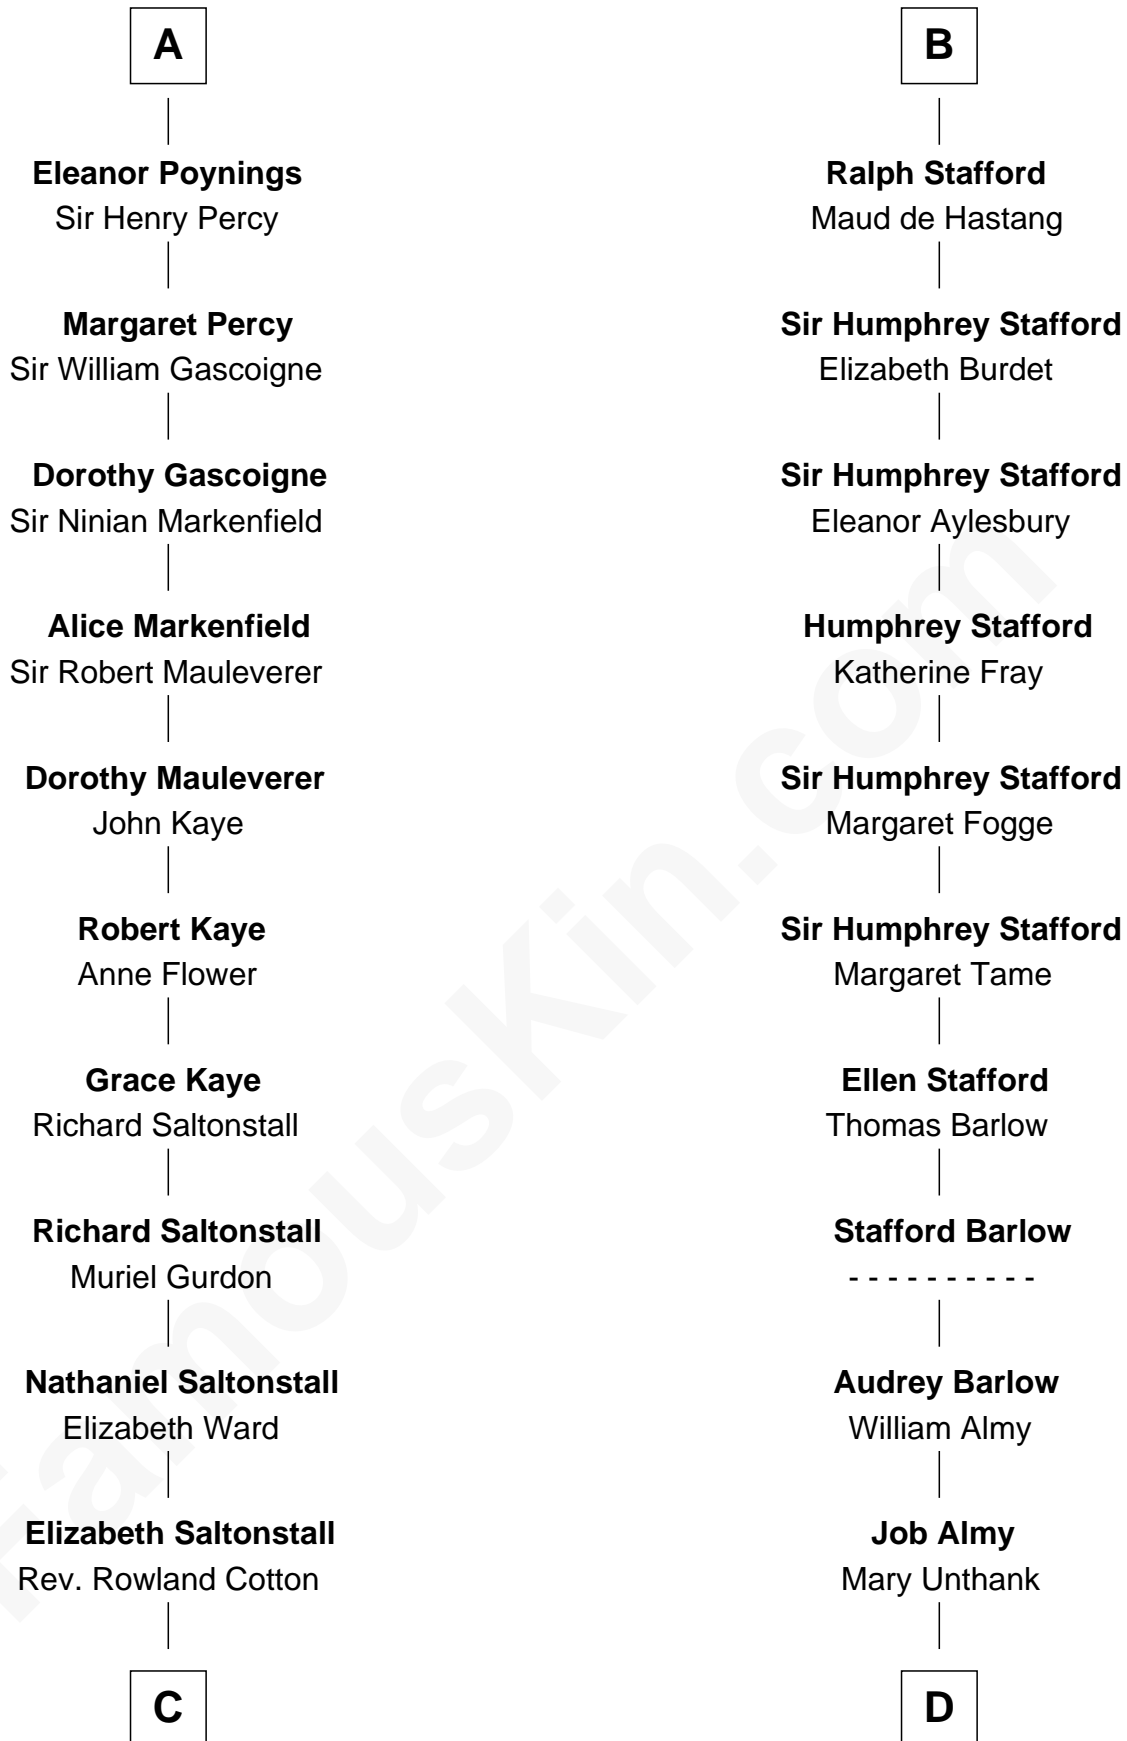 A
Eleanor Poynings
Sir Henry Percy
Margaret Percy
Sir William Gascoigne
Dorothy Gascoigne
Sir Ninian Markenfield
Alice Markenfield
Sir Robert Mauleverer
Dorothy Mauleverer
John Kaye
Robert Kaye
Anne Flower
Grace Kaye
Richard Saltonstall
Richard Saltonstall
Muriel Gurdon
Nathaniel Saltonstall
Elizabeth Ward
Elizabeth Saltonstall
Rev. Rowland Cotton
C
B
Ralph Stafford
Maud de Hastang
Sir Humphrey Stafford
Elizabeth Burdet
Sir Humphrey Stafford
Eleanor Aylesbury
Humphrey Stafford
Katherine Fray
Sir Humphrey Stafford
Margaret Fogge
Sir Humphrey Stafford
Margaret Tame
Ellen Stafford
Thomas Barlow
Stafford Barlow
- - - - - - - - - -
Audrey Barlow
William Almy
Job Almy
Mary Unthank
D
FamousKin.com